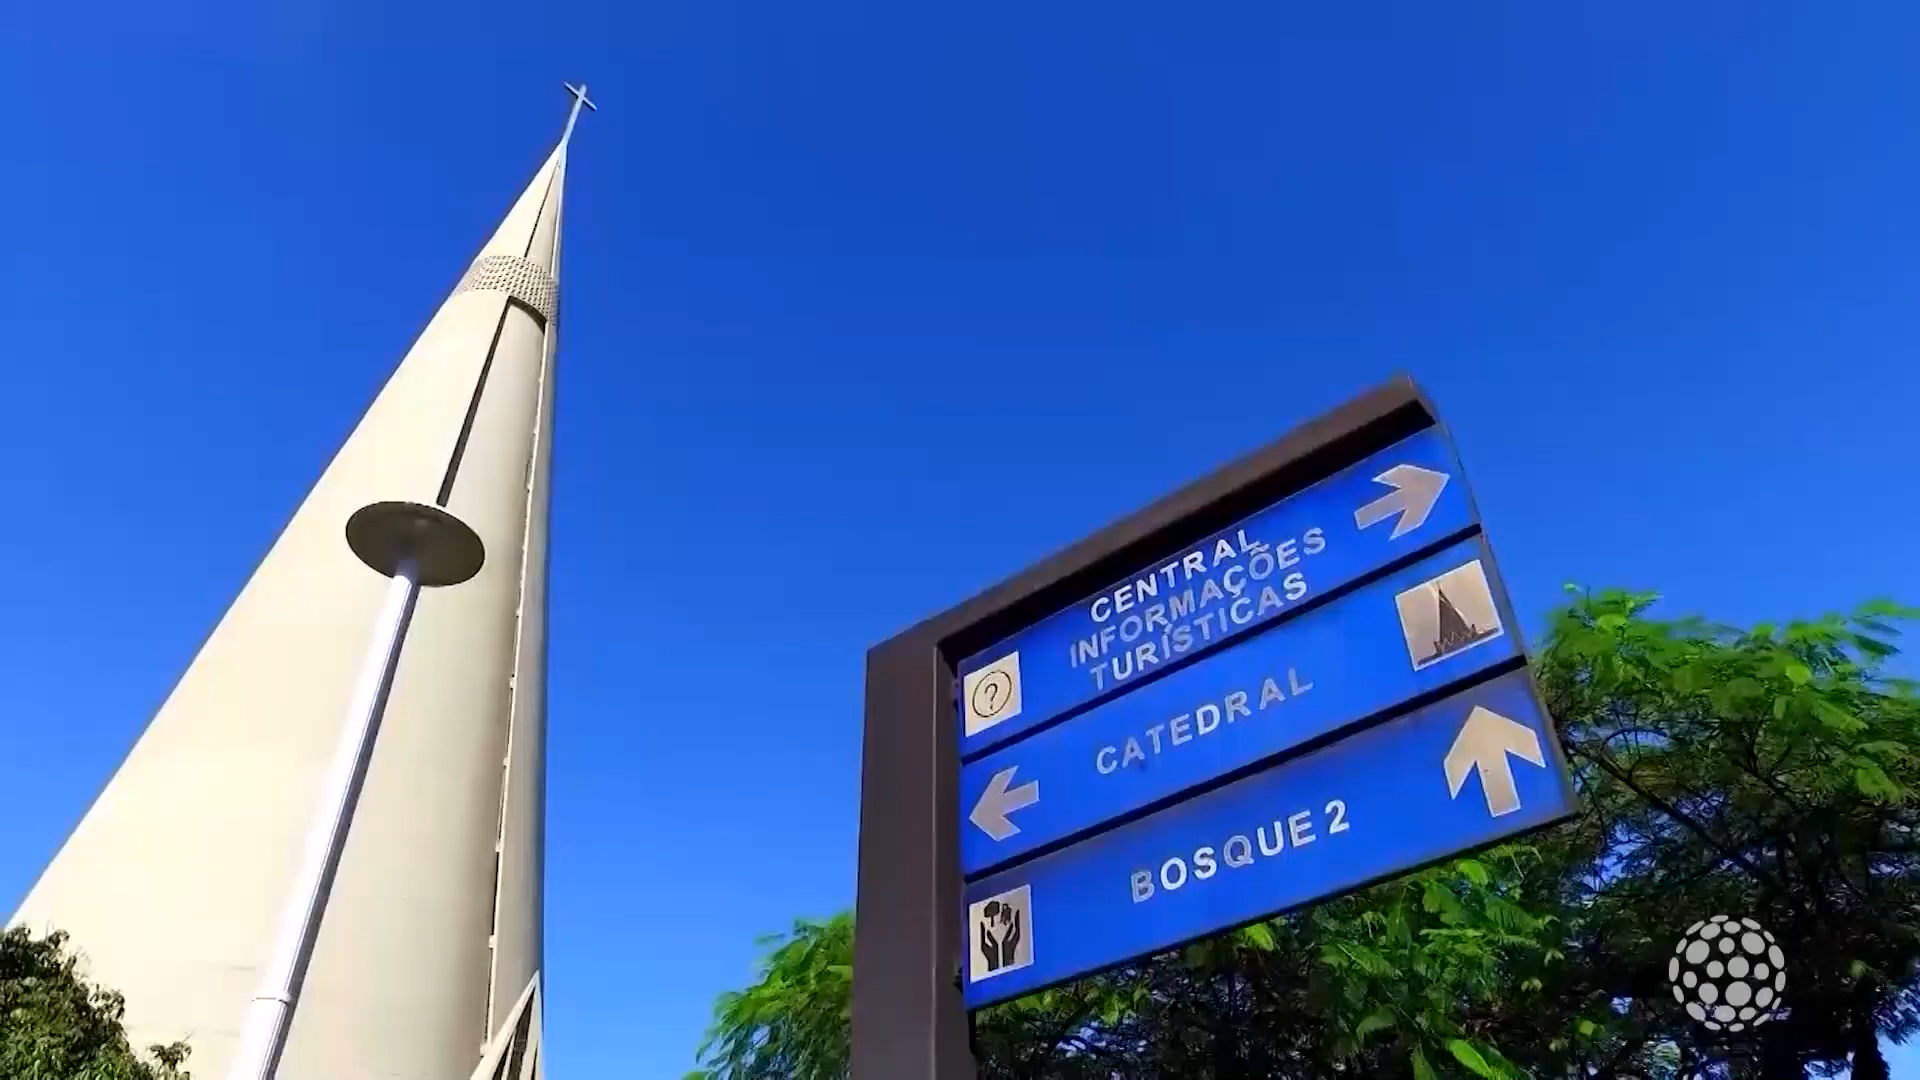 CENTRAL
INFORMAÇÕES
TURÍSTICAS
?
CATEDRAL
BOSQUE 2